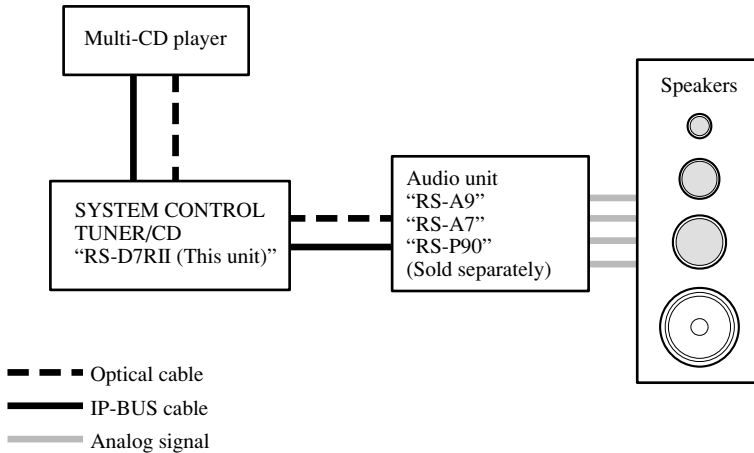 Multi-CD player
Speakers
SYSTEM CONTROL
TUNER/CD
“RS-D7RII (This unit)”
Audio unit
“RS-A9”
“RS-A7”
“RS-P90”
(Sold separately)
Optical cable
IP-BUS cable
Analog signal